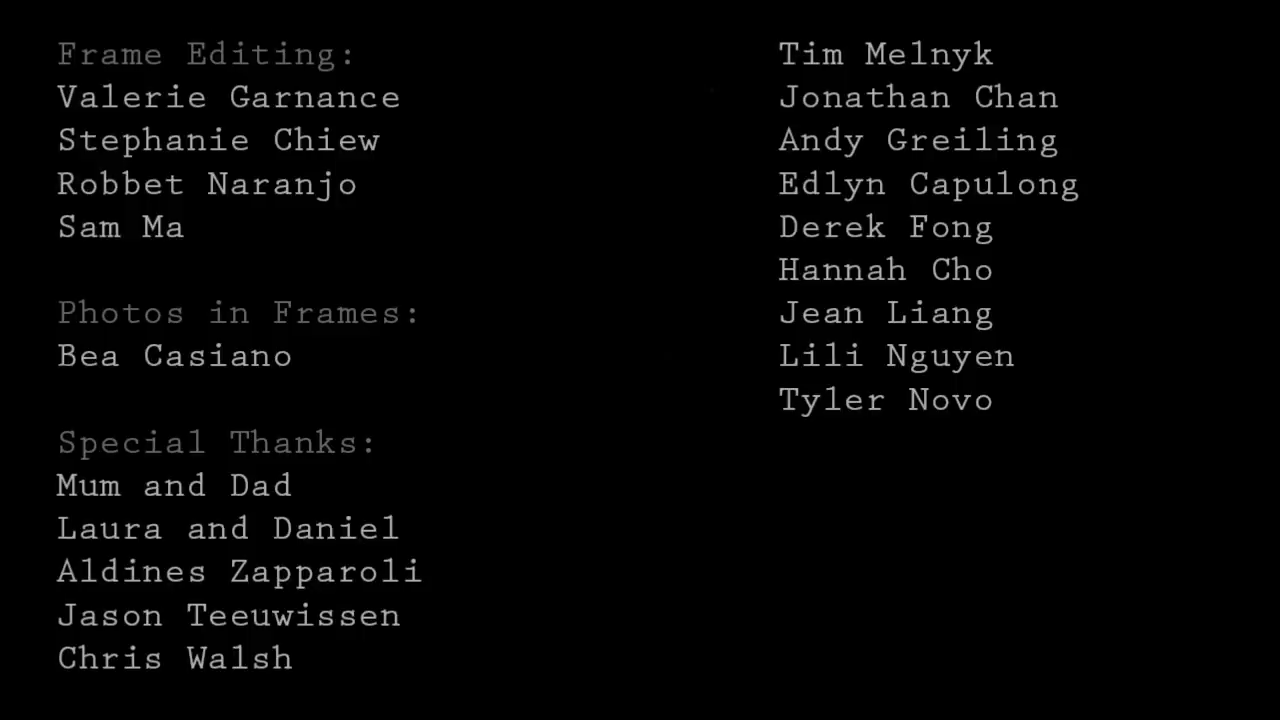 Frame Editing:
Valerie Garnance
Stephanie Chiew
Robbet Naranjo
Sam Ma
Photos in Frames:
Bea Casiano
Special Thanks:
Mum and Dad
Laura and Daniel
Aldines Zapparoli
Jason Teeuwissen
Chris Walsh
Tim Melnyk
Jonathan Chan
Andy Greiling
Edlyn Capulong
Derek Fong
Hannah Cho
Jean Liang
Lili Nguyen
Tyler Novo